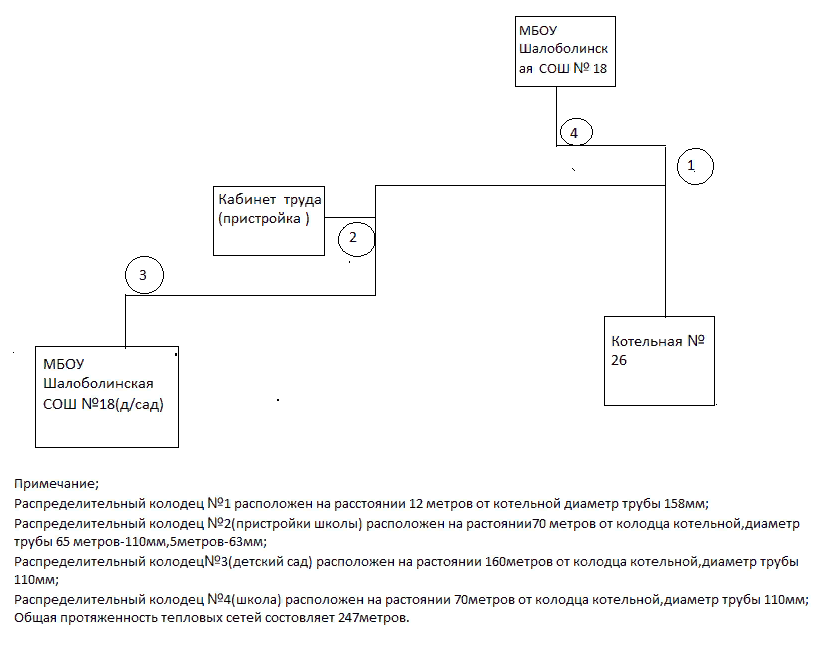 МБОУ
Шалоболинск
ая СОШ № 18
4
1
Кабинет труда
(пристройка )
2
3
Котельная №
26
МБОУ
Шалоболинская
СОШ №18(д/сад)
Примечание;
Распределительный колодец №1 расположен на расстоянии 12 метров от котельной диаметр трубы 158мм;
Распределительный колодец №2(пристройки школы) расположен на растоянии70 метров от колодца котельной,диаметр
трубы 65 метров-110мм,5метров-63мм;
Распределительный колодец№3(детский сад) расположен на растоянии 160метров от колодца котельной,диаметр трубы
110мм;
Распределительный колодец №4(школа) расположен на растоянии 70метров от колодца котельной,диаметр трубы 110мм;
Общая протяженность тепловых сетей состовляет 247метров.